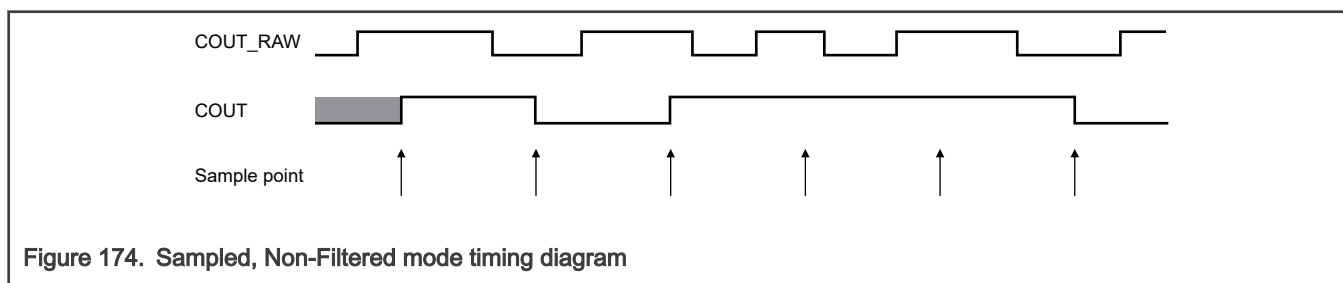 COUT_RAW
COUT
Sample point
Figure 174. Sampled, Non-Filtered mode timing diagram